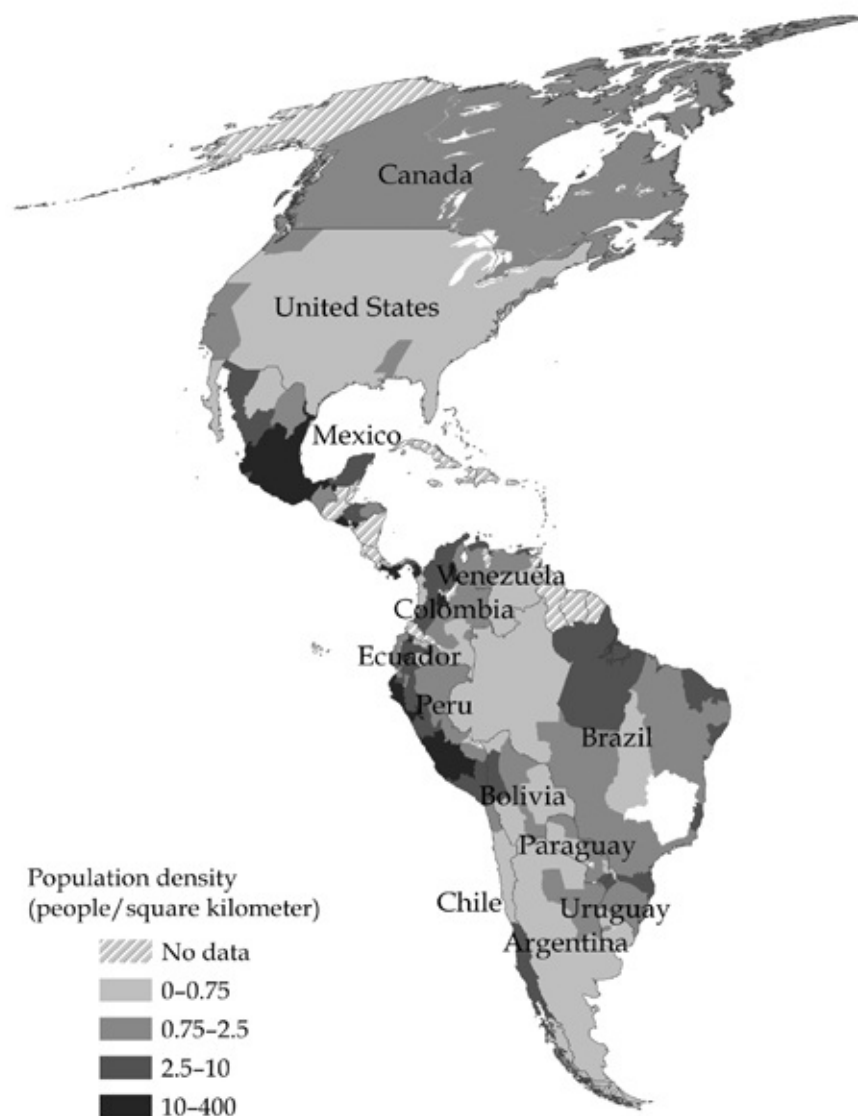 Canada
United States
Mexico
Venezuela
Colombia
Ecuador
Peru
Brazil
Bolivia
Paraguay
Chile
Uruguay
Argentina
Population density
(people/square kilometer)
No data
0–0.75
0.75–2.5
2.5–10
10–400